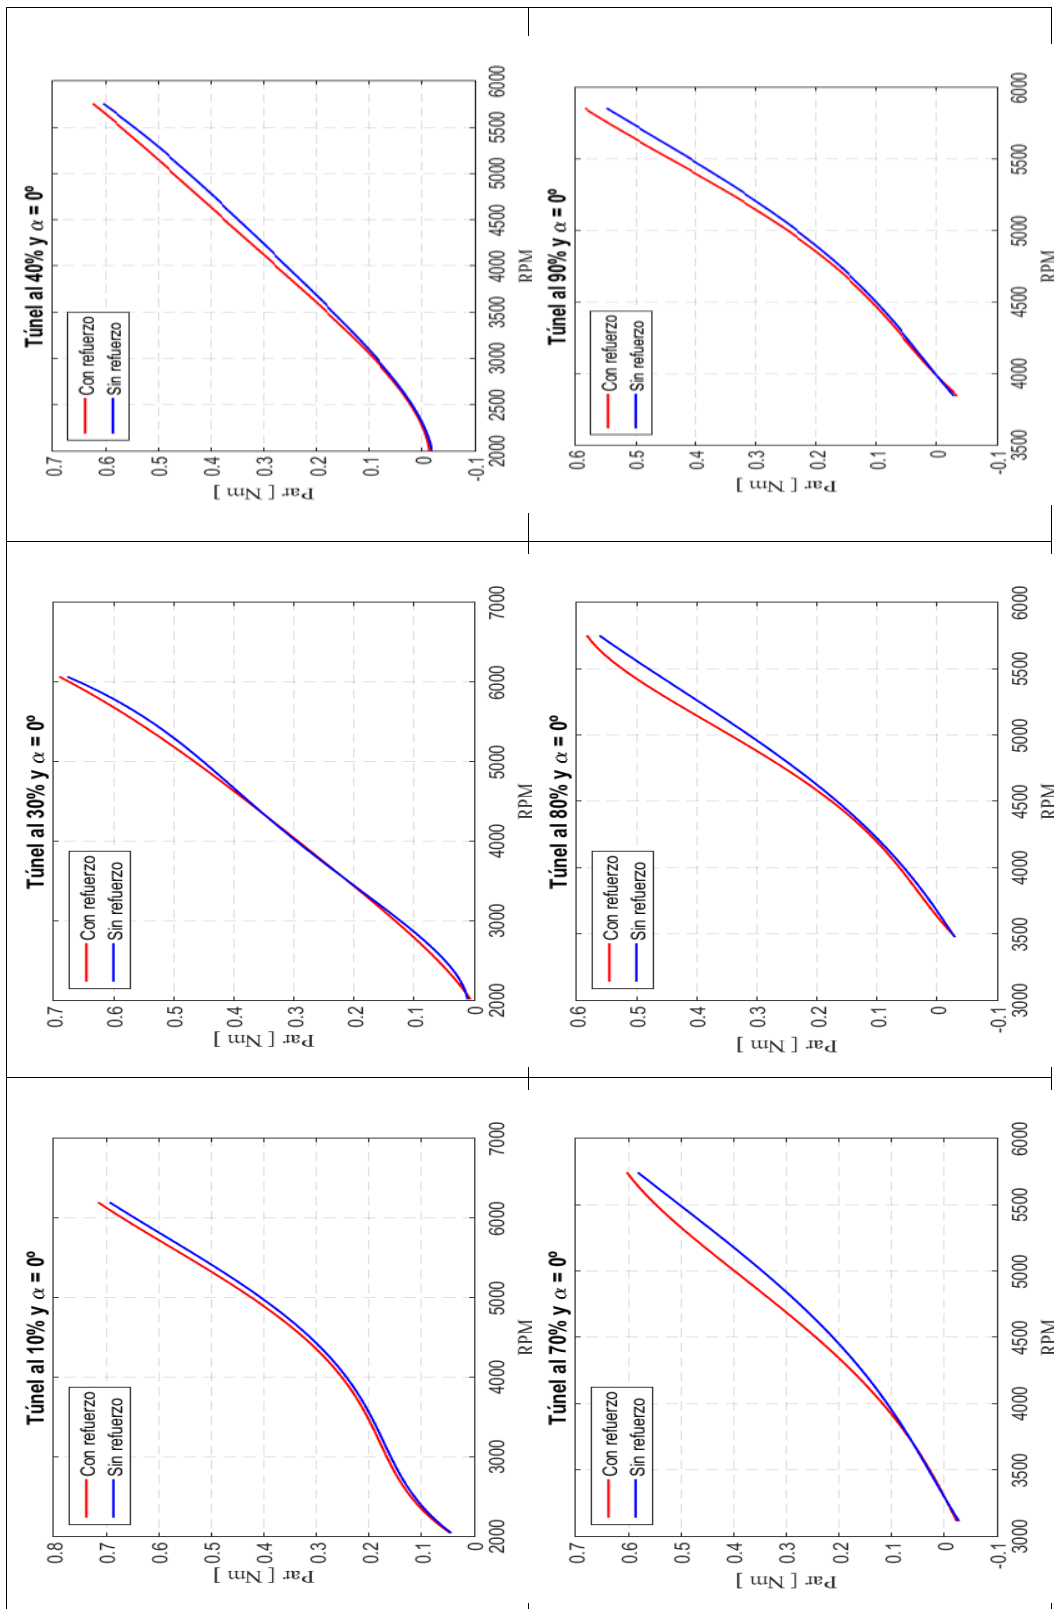 Túnel al 10% y α = 0º
Con refuerzo
Sin refuerzo
0.8
0.7
0.6
0.5
0.4
0.3
0.2
0.1
0
Par [ Nm ]
2000 3000 4000 5000 6000 7000
RPM
Túnel al 30% y α = 0º
Con refuerzo
Sin refuerzo
0.7
0.6
0.5
0.4
0.3
0.2
0.1
0
Par [ Nm ]
2000 3000 4000 5000 6000 7000
RPM
Túnel al 40% y α = 0º
Con refuerzo
Sin refuerzo
0.7
0.6
0.5
0.4
0.3
0.2
0.1
0
-0.1
Par [ Nm ]
2000 2500 3000 3500 4000 4500 5000 5500 6000
RPM
Túnel al 70% y α = 0º
Con refuerzo
Sin refuerzo
0.7
0.6
0.5
0.4
0.3
0.2
0.1
0
-0.1
Par [ Nm ]
3000 3500 4000 4500 5000 5500 6000
RPM
Túnel al 80% y α = 0º
Con refuerzo
Sin refuerzo
0.6
0.5
0.4
0.3
0.2
0.1
0
-0.1
Par [ Nm ]
3000 3500 4000 4500 5000 5500 6000
RPM
Túnel al 90% y α = 0º
Con refuerzo
Sin refuerzo
0.6
0.5
0.4
0.3
0.2
0.1
0
-0.1
Par [ Nm ]
3500 4000 4500 5000 5500 6000
RPM